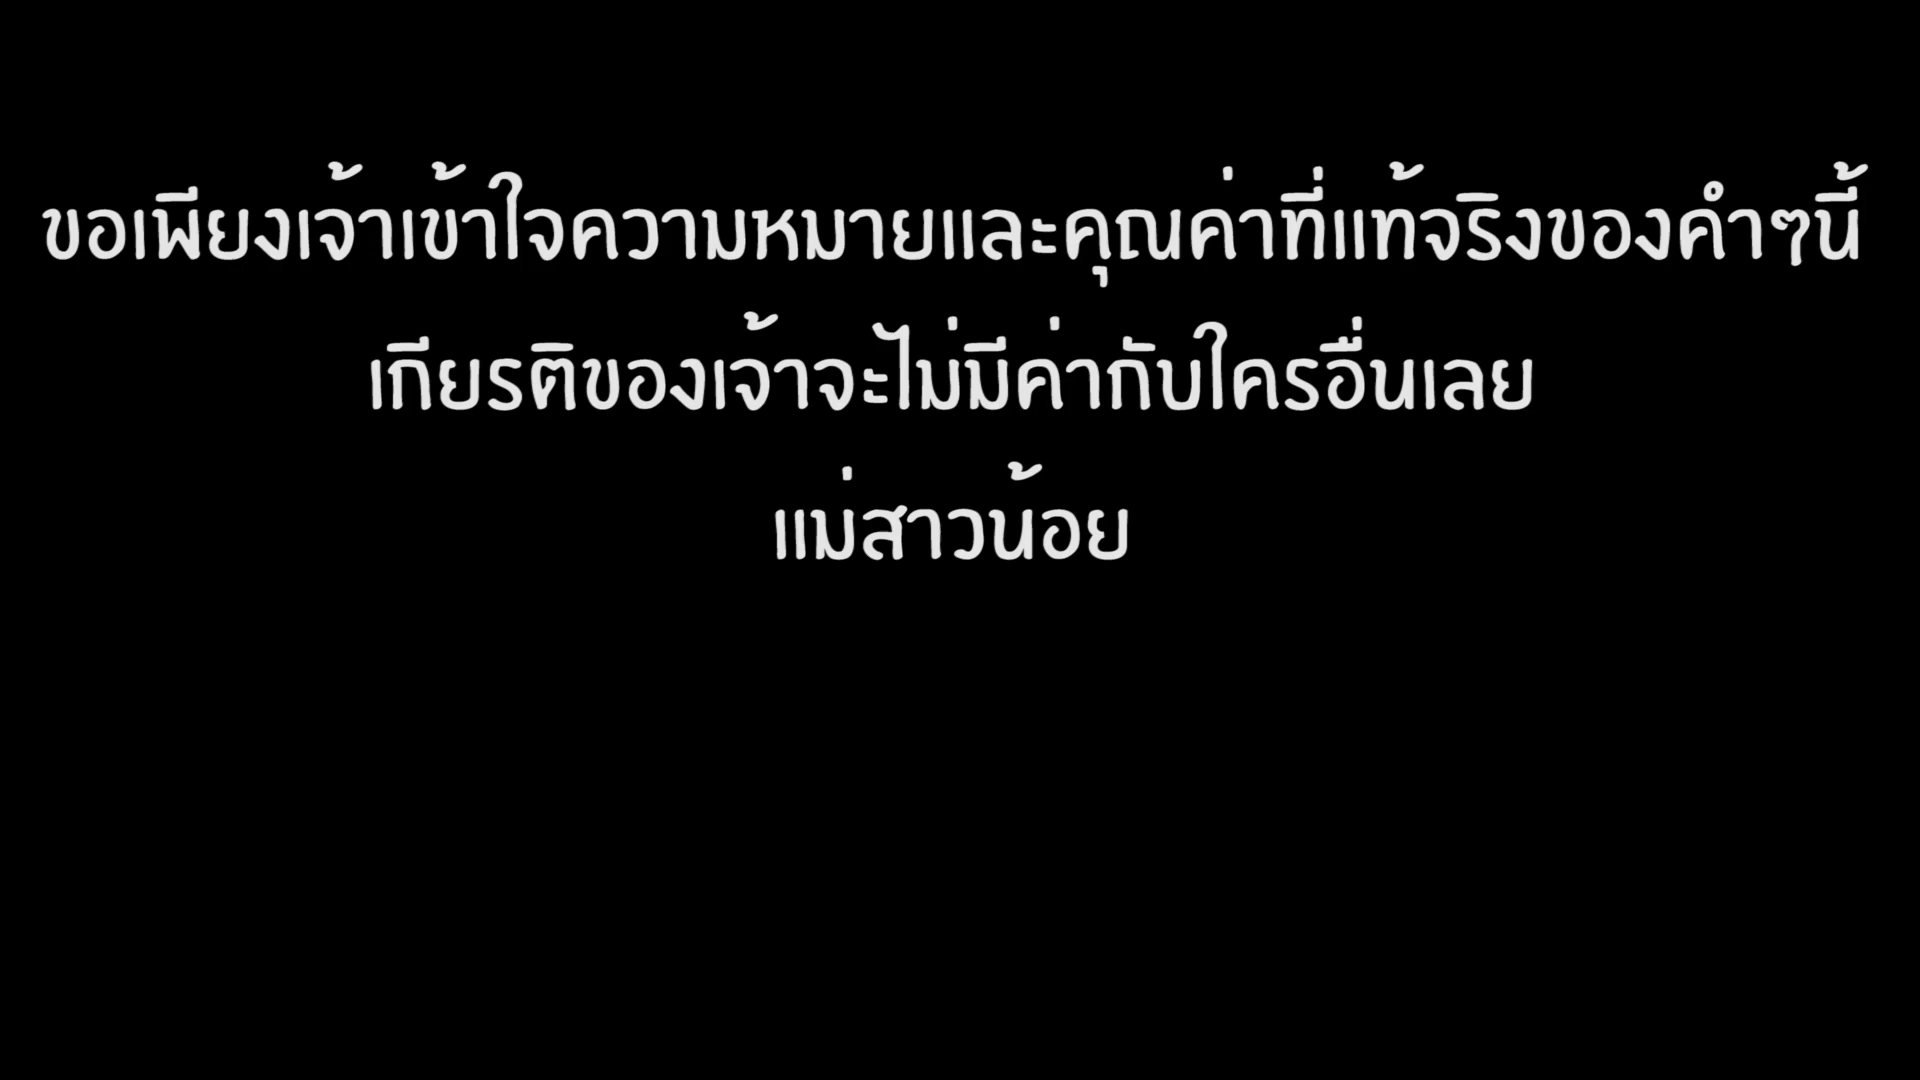 ขอเพียงเจ้าเข้าใจความหมายและคุณค่าที่แท้จริงของคำๆนี้
เกียรติของเจ้าจะไม่มีค่ากับใครอื่นเลย
แม่สาวน้อย